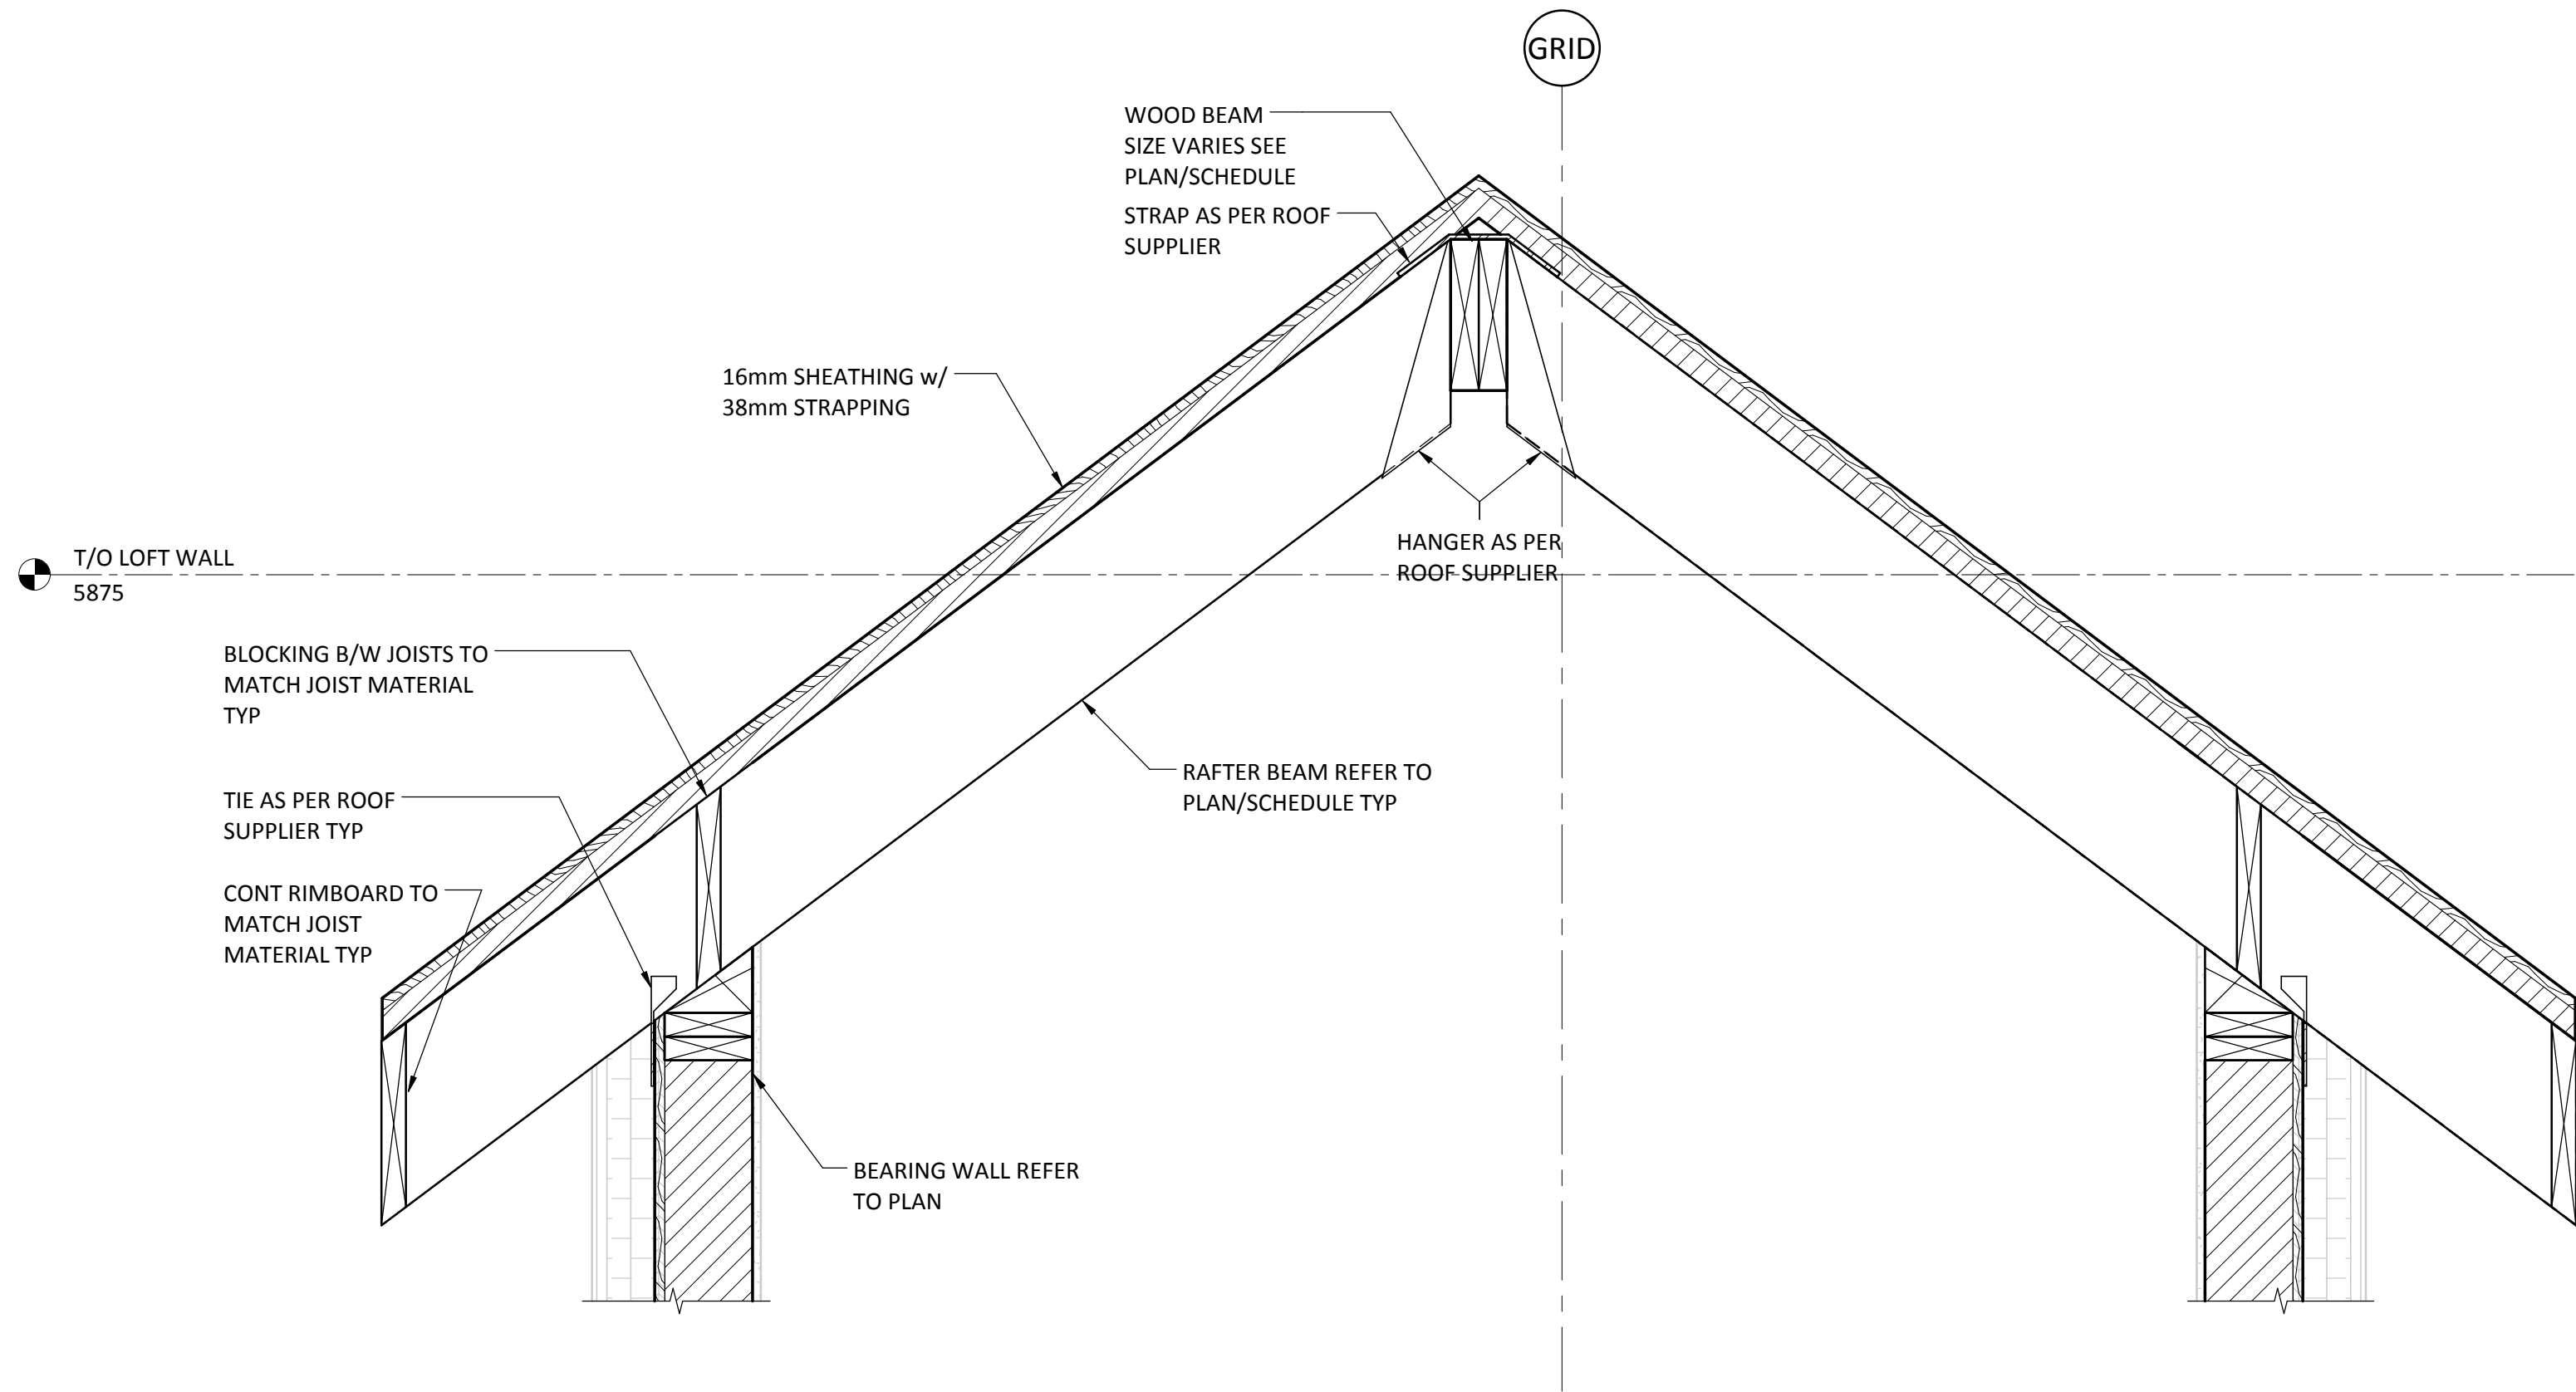 GRID
WOOD BEAM
SIZE VARIES SEE
PLAN/SCHEDULE
STRAP AS PER ROOF
SUPPLIER
16mm SHEATHING w/
38mm STRAPPING
HANGER AS PER
ROOF SUPPLIER
T/O LOFT WALL
5875
BLOCKING B/W JOISTS TO
MATCH JOIST MATERIAL
TYP
RAFTER BEAM REFER TO
PLAN/SCHEDULE TYP
TIE AS PER ROOF
SUPPLIER TYP
CONT RIMBOARD TO
MATCH JOIST
MATERIAL TYP
BEARING WALL REFER
TO PLAN